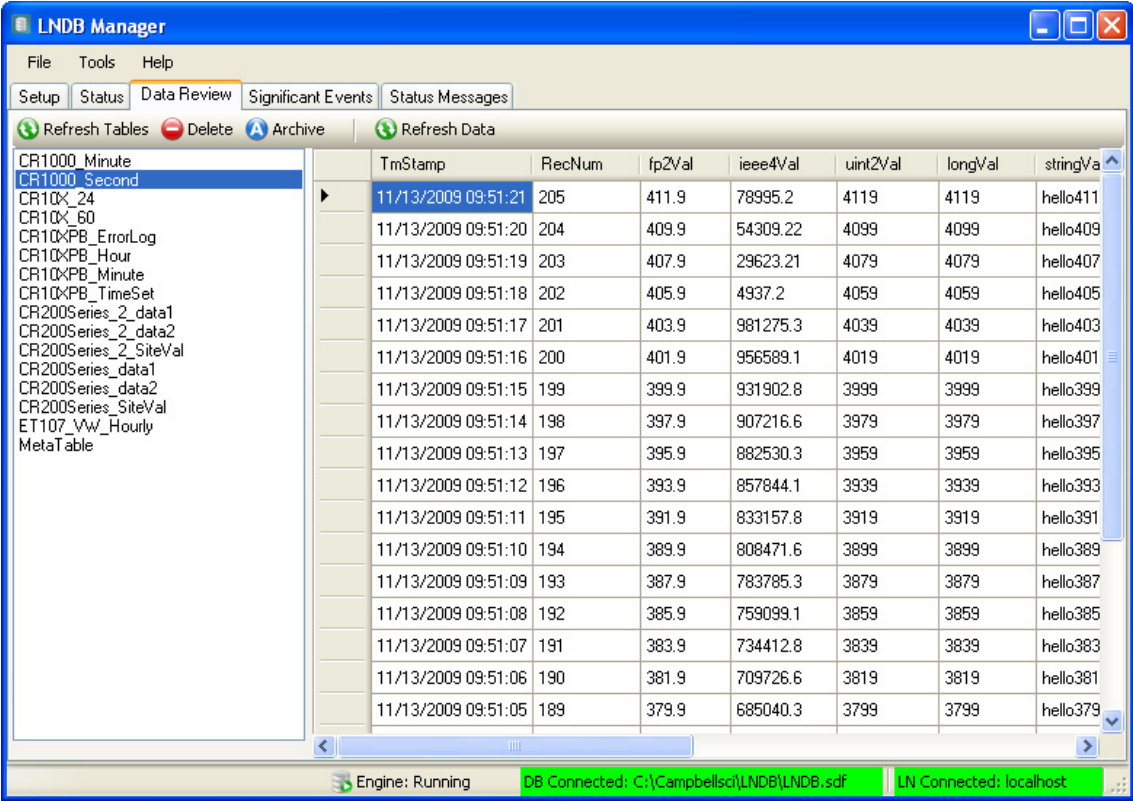 LNDB Manager
File Tools Help
Setup Status Data Review Significant Events Status Messages
Refresh Tables Delete A Archive Refresh Data
CR1000_Minute
CR1000_Second
CR10X_24
CR10X_60
CR10XPB_ErrorLog
CR10XPB_Hour
CR10XPB_Minute
CR10XPB_TimeSet
CR200Series_2_data1
CR200Series_2_data2
CR200Series_2_SiteVal
CR200Series_data1
CR200Series_data2
CR200Series_SiteVal
ET107_VW_Hourly
MetaTable
TmStamp RecNum fp2Val ieee4Val uint2Val longVal stringVa
11/13/2009 09:51:21 205 411.9 78995.2 4119 4119 hello411
11/13/2009 09:51:20 204 409.9 54309.22 4099 4099 hello409
11/13/2009 09:51:19 203 407.9 29623.21 4079 4079 hello407
11/13/2009 09:51:18 202 405.9 4937.2 4059 4059 hello405
11/13/2009 09:51:17 201 403.9 981275.3 4039 4039 hello403
11/13/2009 09:51:16 200 401.9 956589.1 4019 4019 hello401
11/13/2009 09:51:15 199 399.9 931902.8 3999 3999 hello399
11/13/2009 09:51:14 198 397.9 907216.6 3979 3979 hello397
11/13/2009 09:51:13 197 395.9 882530.3 3959 3959 hello395
11/13/2009 09:51:12 196 393.9 857844.1 3939 3939 hello393
11/13/2009 09:51:11 195 391.9 833157.8 3919 3919 hello391
11/13/2009 09:51:10 194 389.9 808471.6 3899 3899 hello389
11/13/2009 09:51:09 193 387.9 783785.3 3879 3879 hello387
11/13/2009 09:51:08 192 385.9 759099.1 3859 3859 hello385
11/13/2009 09:51:07 191 383.9 734412.8 3839 3839 hello383
11/13/2009 09:51:06 190 381.9 709726.6 3819 3819 hello381
11/13/2009 09:51:05 189 379.9 685040.3 3799 3799 hello379
Engine: Running DB Connected: C:\Campbellsci\LNDB\LNDB.sdf LN Connected: localhost